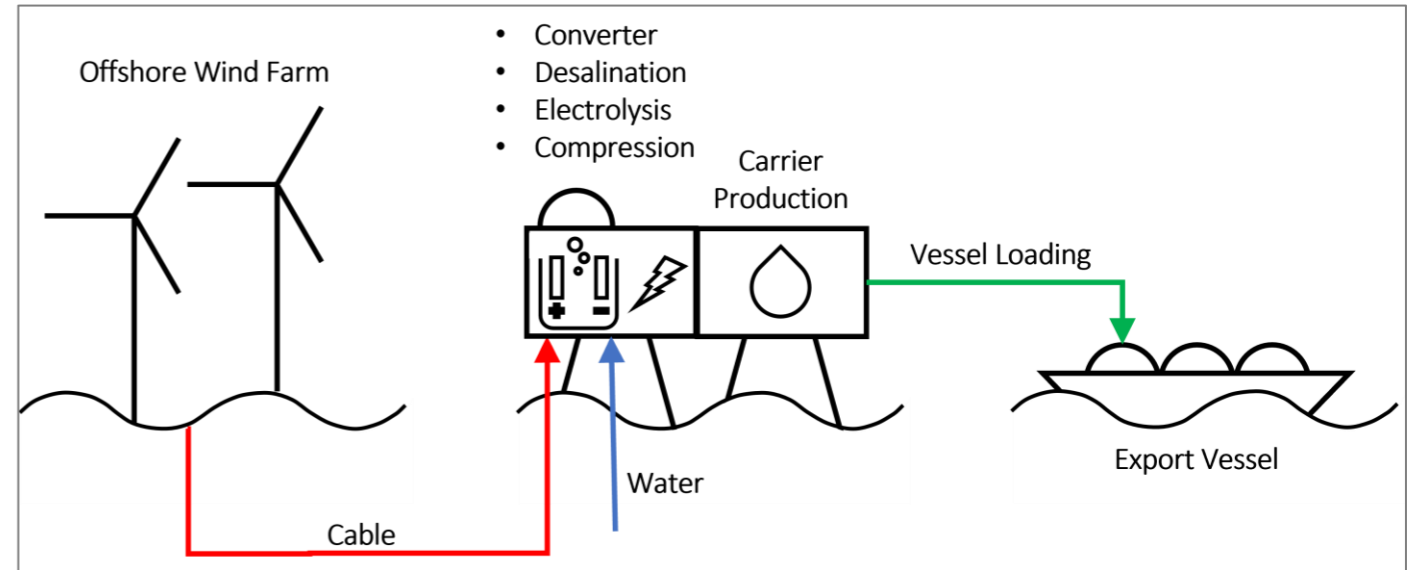 Offshore Wind Farm
• Converter
• Desalination
• Electrolysis
• Compression
Carrier
Production
Vessel Loading
Water
Cable
Export Vessel